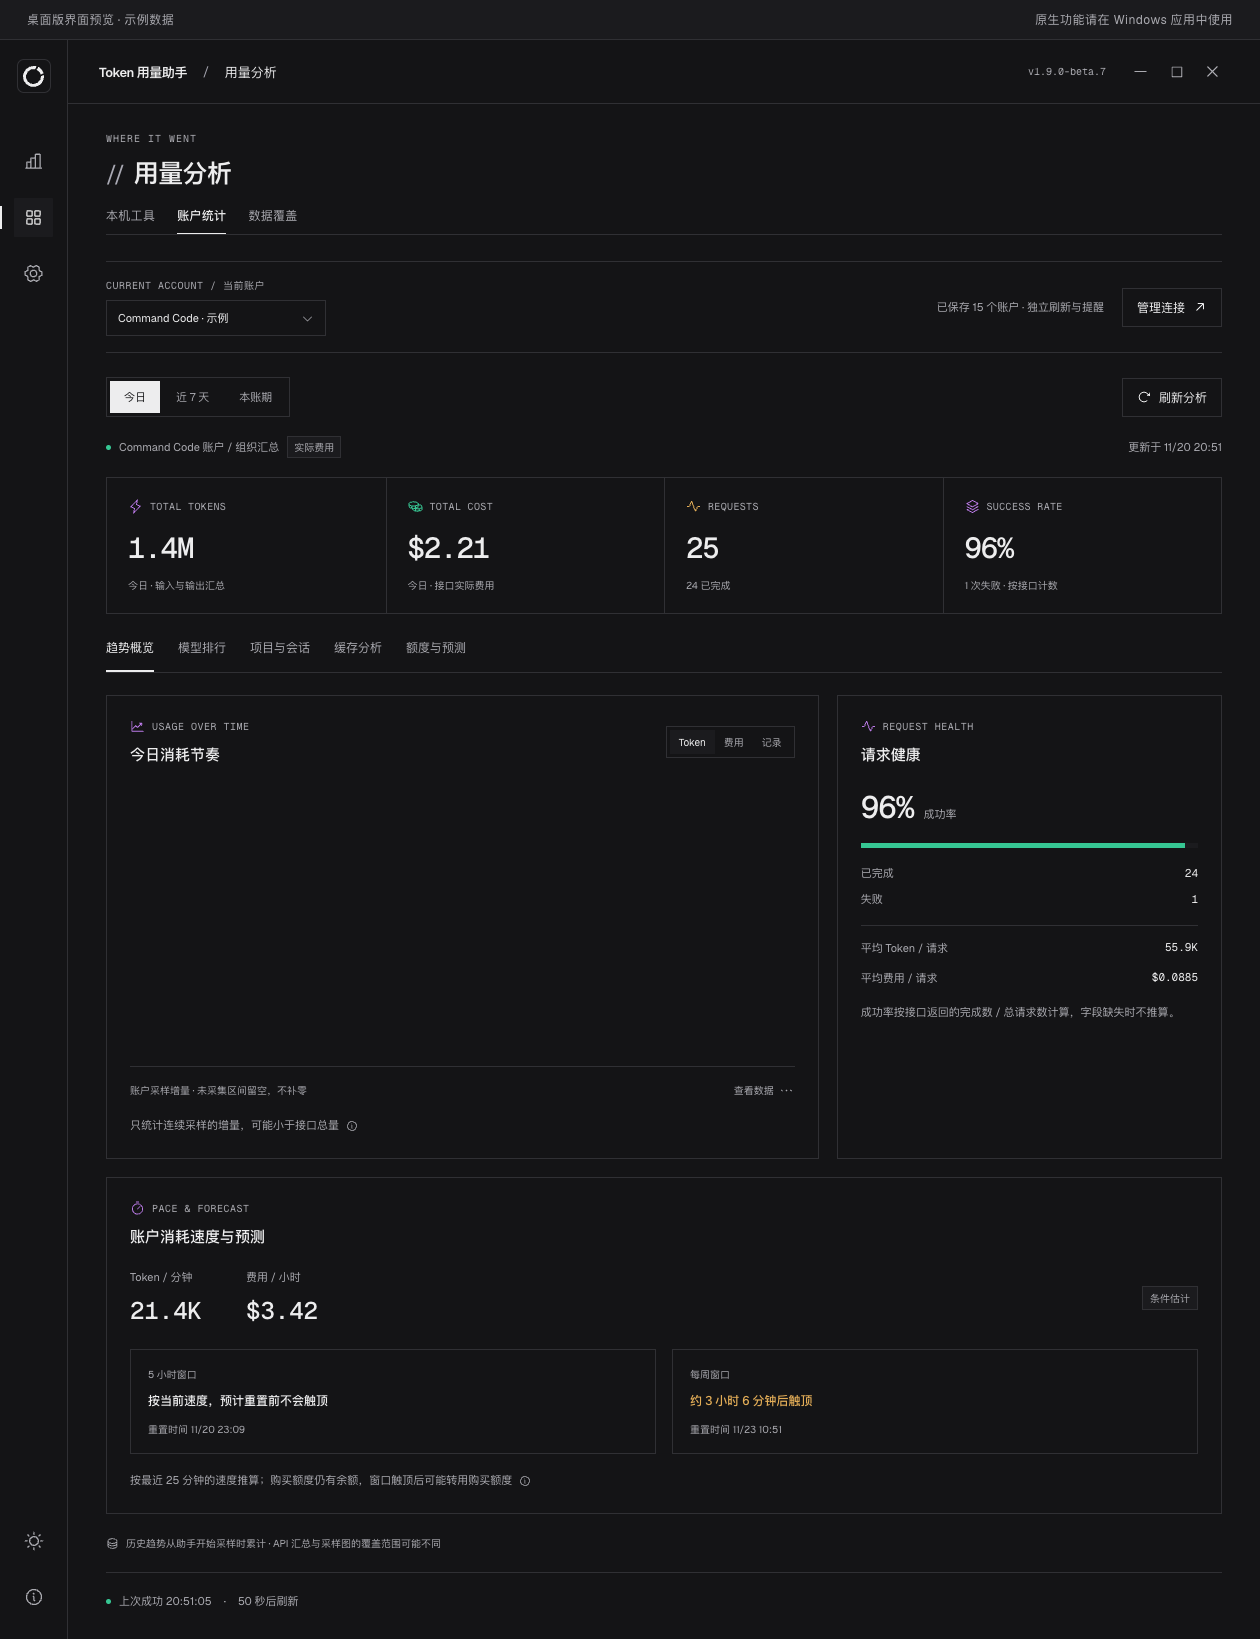 桌面版界面预览 · 示例数据
原生功能请在 Windows 应用中使用
Token 用量助手 / 用量分析
v1.9.0-beta.7
WHERE IT WENT
// 用量分析
本机工具 账户统计 数据覆盖
CURRENT ACCOUNT / 当前账户
Command Code · 示例
已保存 15 个账户 · 独立刷新与提醒
管理连接
今日 近 7 天 本账期
刷新分析
Command Code 账户 / 组织汇总 实际费用
更新于 11/20 20:51
TOTAL TOKENS
1.4M
今日 · 输入与输出汇总
TOTAL COST
$2.21
今日 · 接口实际费用
REQUESTS
25
24 已完成
SUCCESS RATE
96%
1 次失败 · 按接口计数
趋势概览 模型排行 项目与会话 缓存分析 额度与预测
USAGE OVER TIME
今日消耗节奏
Token 费用 记录
账户采样增量 · 未采集区间留空，不补零
查看数据 ···
只统计连续采样的增量，可能小于接口总量
REQUEST HEALTH
请求健康
96% 成功率
已完成 24
失败 1
平均 Token / 请求 55.9K
平均费用 / 请求 $0.0885
成功率按接口返回的完成数 / 总请求数计算，字段缺失时不推算。
PACE & FORECAST
账户消耗速度与预测
Token / 分钟
21.4K
费用 / 小时
$3.42
条件估计
5 小时窗口
按当前速度，预计重置前不会触顶
重置时间 11/20 23:09
每周窗口
约 3 小时 6 分钟后触顶
重置时间 11/23 10:51
按最近 25 分钟的速度推算；购买额度仍有余额，窗口触顶后可能转用购买额度
历史趋势从助手开始采样时累计 · API 汇总与采样图的覆盖范围可能不同
上次成功 20:51:05 · 50 秒后刷新